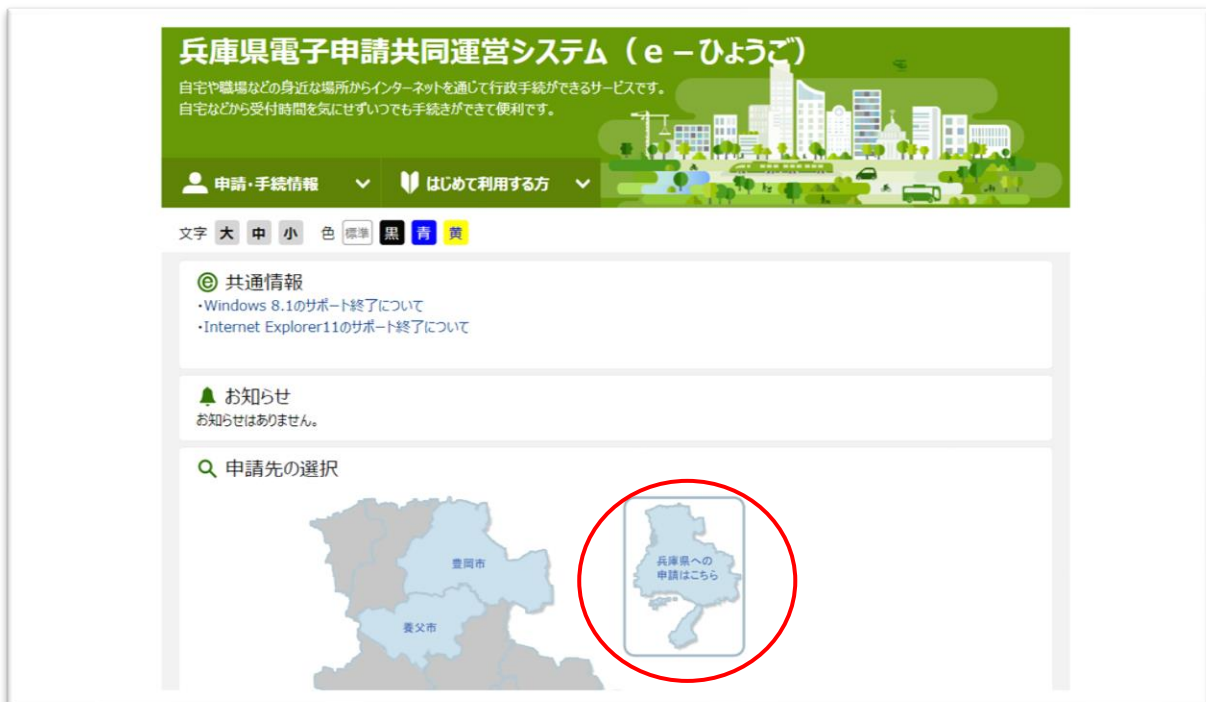 兵庫県電子申請共同運営システム（e－ひょうご）
自宅や職場などの身近な場所からインターネットを通じて行政手続ができるサービスです。
自宅などから受付時間を気にせずいつでも手続きができて便利です。
申請・手続情報 はじめて利用する方
文字 大 中 小 色 標準 黒 青 黄
共通情報
・Windows 8.1のサポート終了について
・Internet Explorer11のサポート終了について
お知らせ
お知らせはありません。
申請先の選択
豊岡市
兵庫県への
申請はこちら
養父市